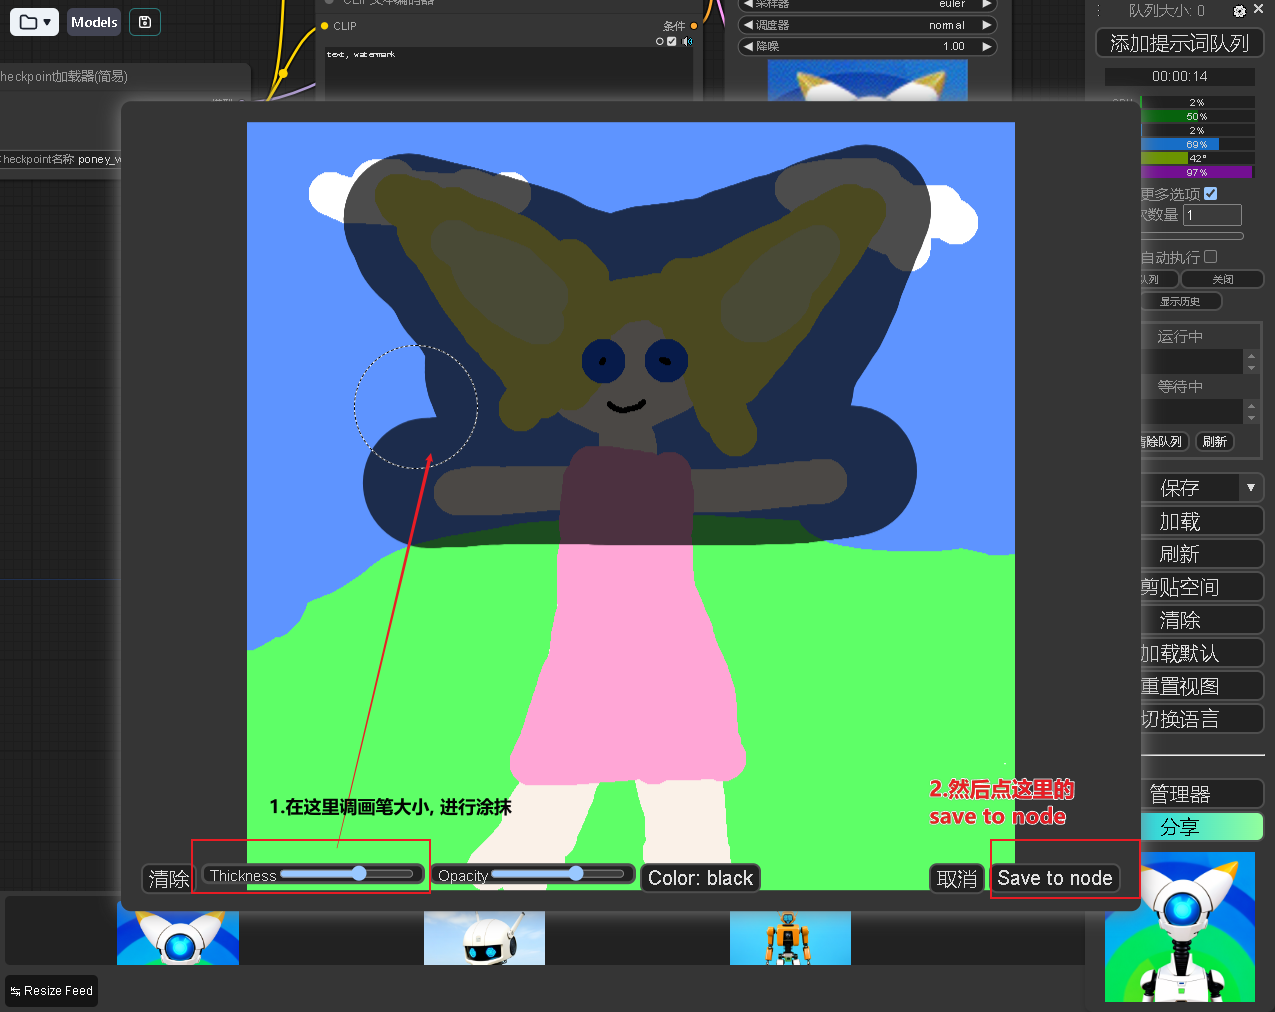 Models
CLIP文本编码器
CLIP
条件
text, watermark
采样器
euler
调度器
normal
降噪
1.00
heckpoint加载器(简易)
heckpoint名称 poney_v
队列大小: 0
添加提示词队列
00:00:14
2%
50%
2%
69%
42°
97%
更多选项
次数量
1
自动执行
队列
关闭
显示历史
运行中
等待中
清除队列
刷新
保存
加载
刷新
剪贴空间
清除
加载默认
重置视图
切换语言
管理器
分享
1.在这里调画笔大小, 进行涂抹
2.然后点这里的
save to node
清除
Thickness
Opacity
Color: black
取消
Save to node
Resize Feed